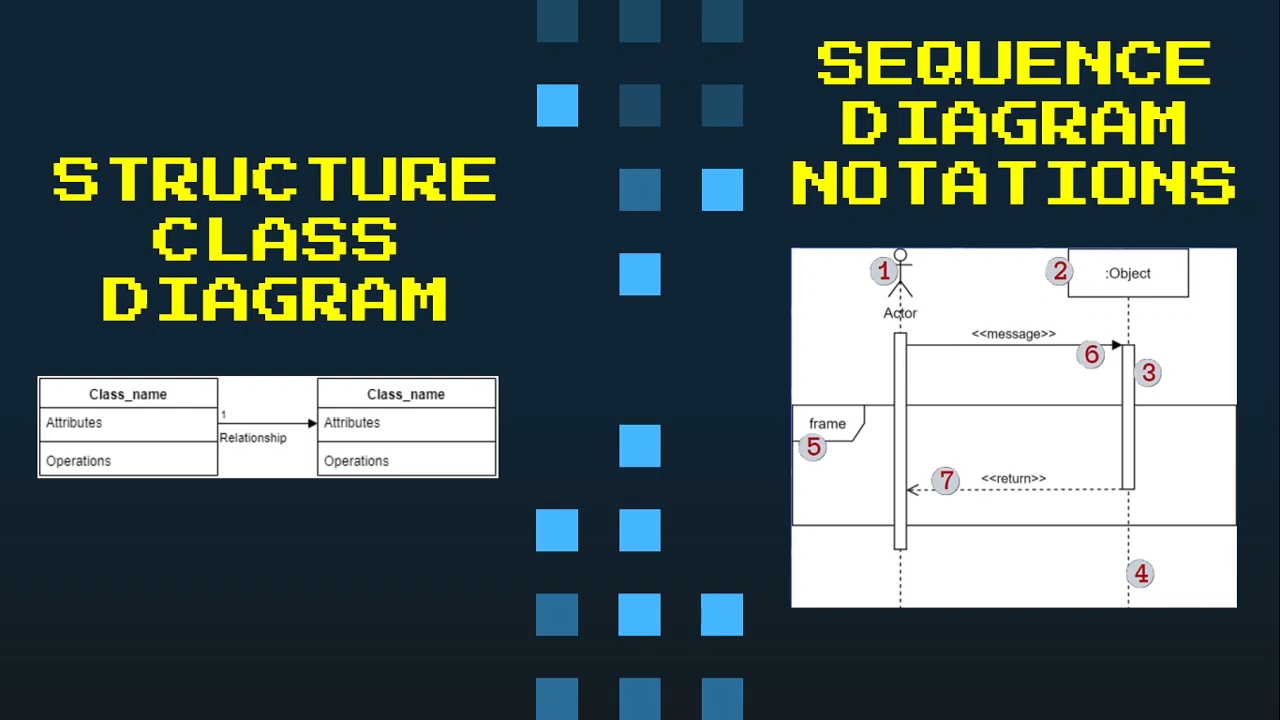 STRUCTURE
CLASS
DIAGRAM
Class_name
Attributes
Operations
1
Relationship
Class_name
Attributes
Operations
SEQUENCE
DIAGRAM
NOTATIONS
1
Actor
2
:Object
<<message>>
6
3
frame
5
7
<<return>>
4